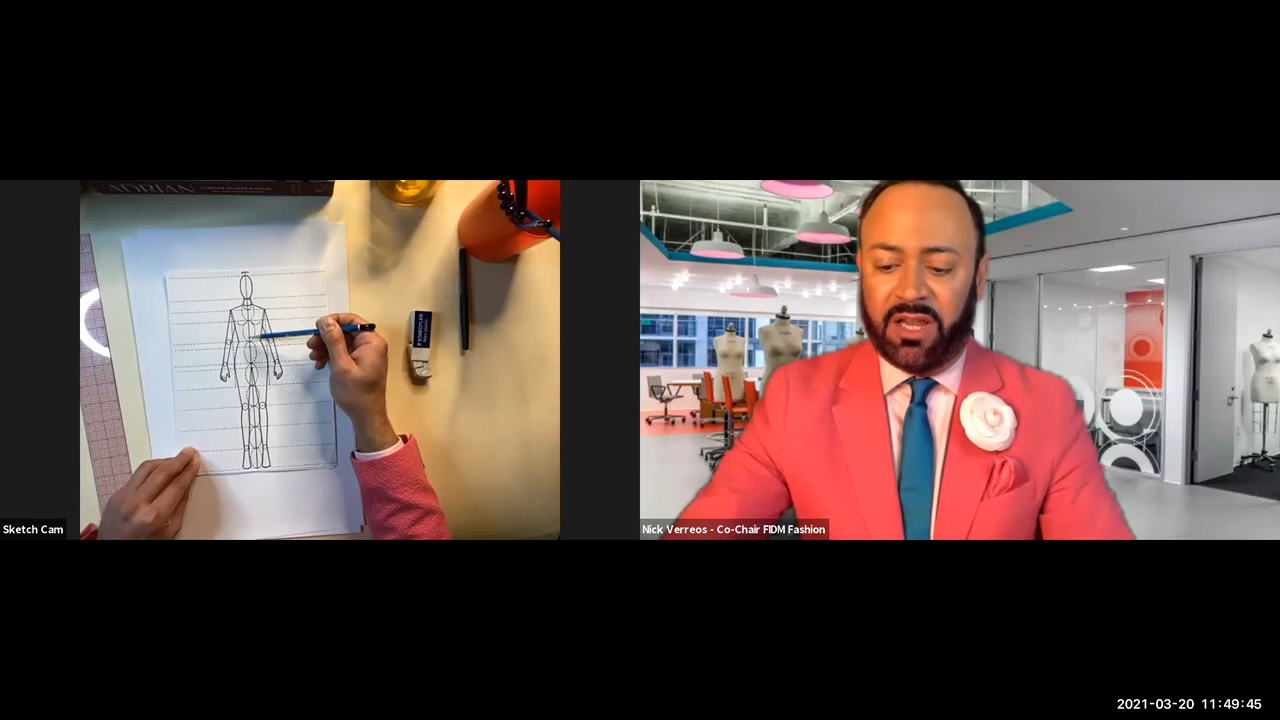 ADRIAN
STAEDTLER
Sketch Cam
Nick Verreos - Co-Chair FIDM Fashion
2021-03-20 11:49:45